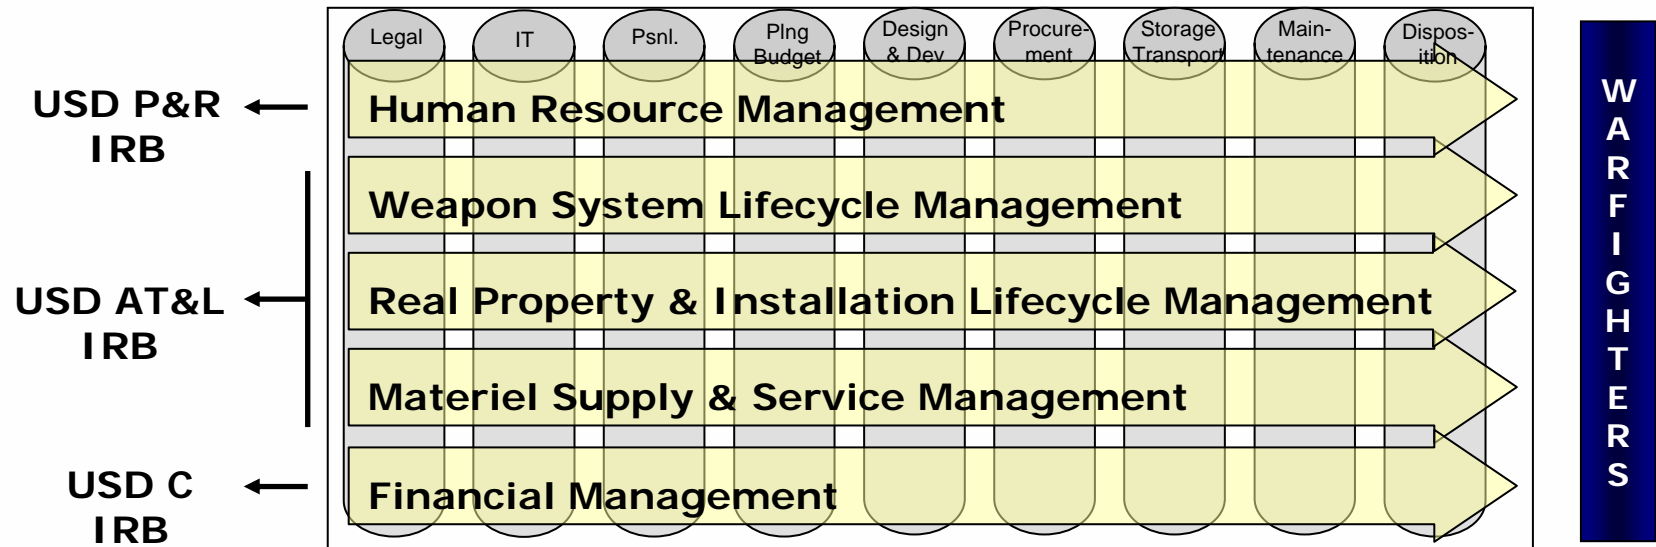 Legal
IT
Psnl.
Plng
Budget
Design
& Dev
Procure-
ment
Storage
Transport
Main-
tenance
Dispos-
ition
USD P&R
IRB
Human Resource Management
Weapon System Lifecycle Management
USD AT&L
IRB
Real Property & Installation Lifecycle Management
Materiel Supply & Service Management
USD C
IRB
Financial Management
W
A
R
F
I
G
H
T
E
R
S